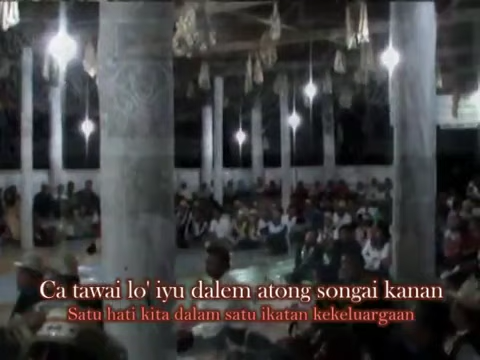 Ca tawai lo' iyu dalem atong songai kanan
Satu hati kita dalam satu ikatan kekeluargaan